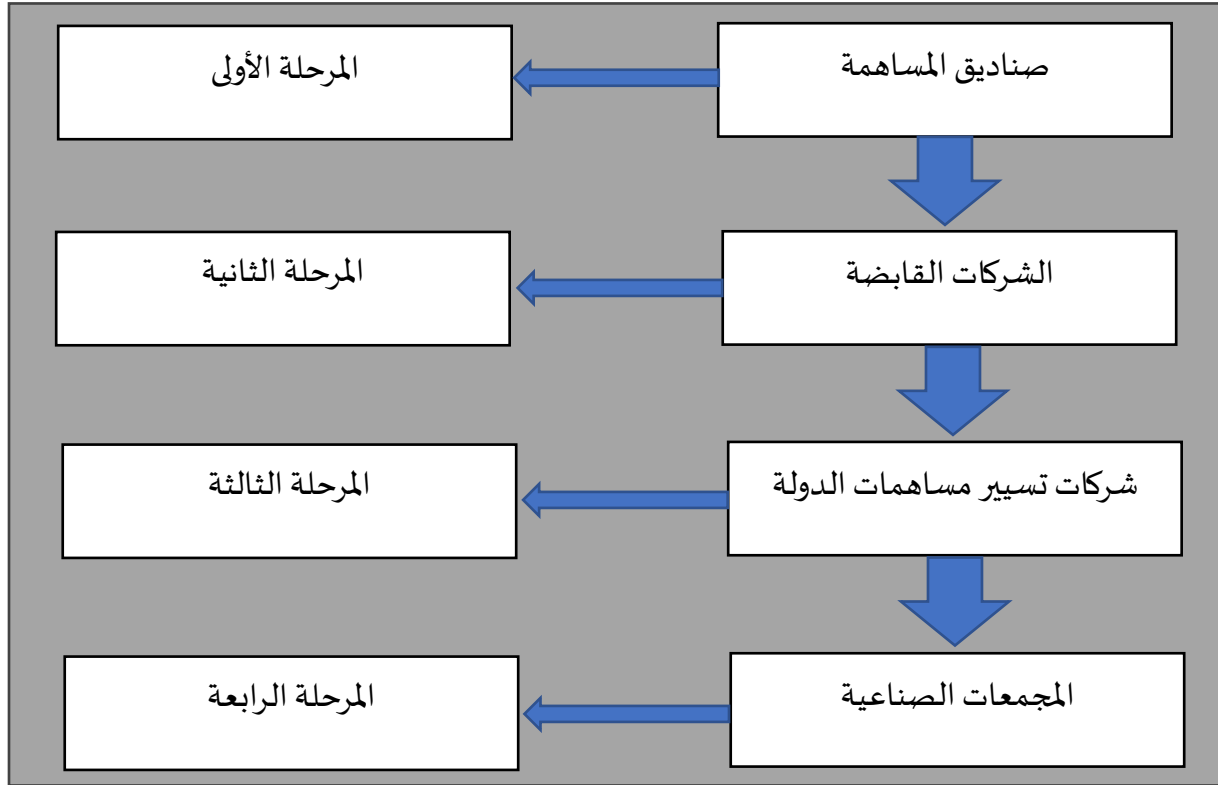 صناديق المساهمة
المرحلة الأولى
الشركات القابضة
المرحلة الثانية
شركات تسيير مساهمات الدولة
المرحلة الثالثة
المجمعات الصناعية
المرحلة الرابعة